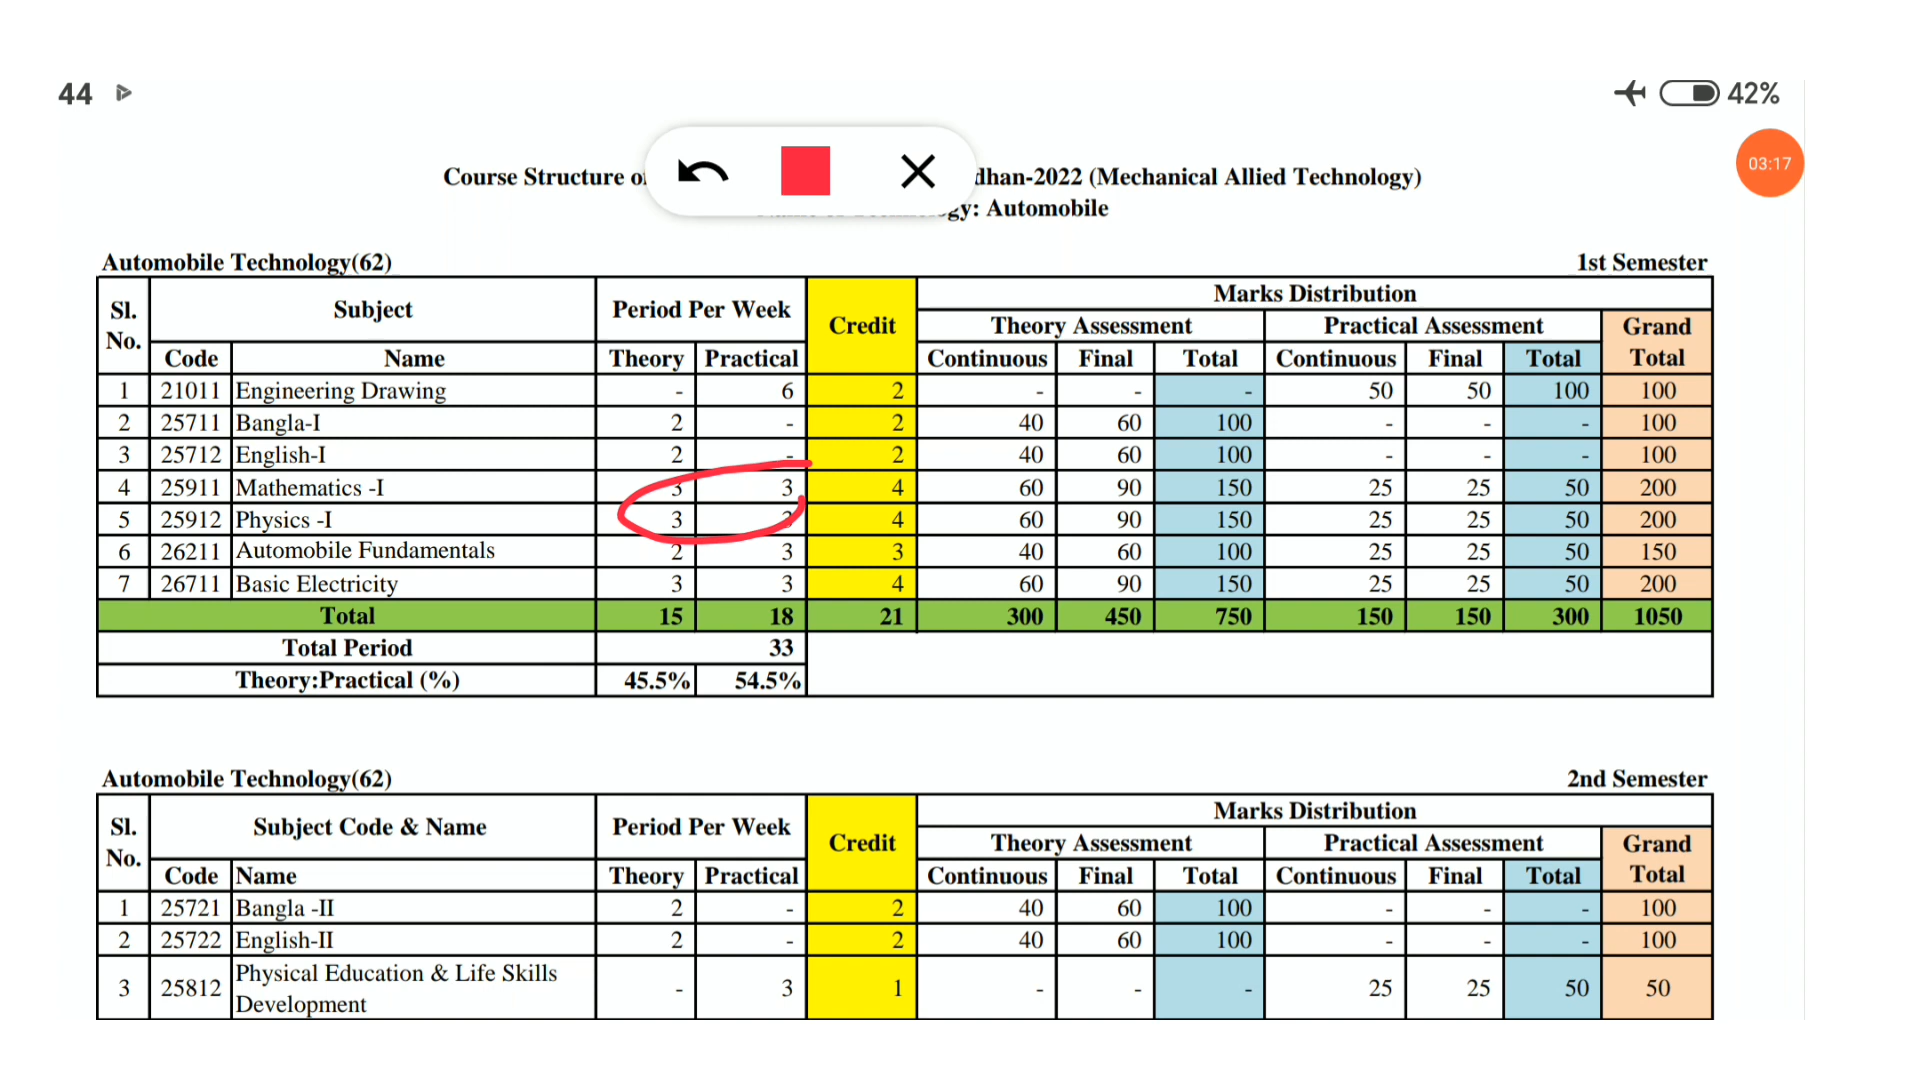 44 42%
03:17
Course Structure dhan-2022 (Mechanical Allied Technology)
Automobile
Automobile Technology(62) 1st Semester
Sl. No. Subject Period Per Week Credit Marks Distribution
Theory Assessment Practical Assessment Grand Total
Code Name Theory Practical Continuous Final Total Continuous Final Total
1 21011 Engineering Drawing - 6 2 - - - 50 50 100 100
2 25711 Bangla-I 2 - 2 40 60 100 - - - 100
3 25712 English-I 2 - 2 40 60 100 - - - 100
4 25911 Mathematics -I 3 3 4 60 90 150 25 25 50 200
5 25912 Physics -I 3 3 4 60 90 150 25 25 50 200
6 26211 Automobile Fundamentals 2 3 3 40 60 100 25 25 50 150
7 26711 Basic Electricity 3 3 4 60 90 150 25 25 50 200
Total 15 18 21 300 450 750 150 150 300 1050
Total Period 33
Theory:Practical (%) 45.5% 54.5%
Automobile Technology(62) 2nd Semester
Sl. No. Subject Code & Name Period Per Week Credit Marks Distribution
Theory Assessment Practical Assessment Grand Total
Code Name Theory Practical Continuous Final Total Continuous Final Total
1 25721 Bangla -II 2 - 2 40 60 100 - - - 100
2 25722 English-II 2 - 2 40 60 100 - - - 100
3 25812 Physical Education & Life Skills Development - 3 1 - - - 25 25 50 50